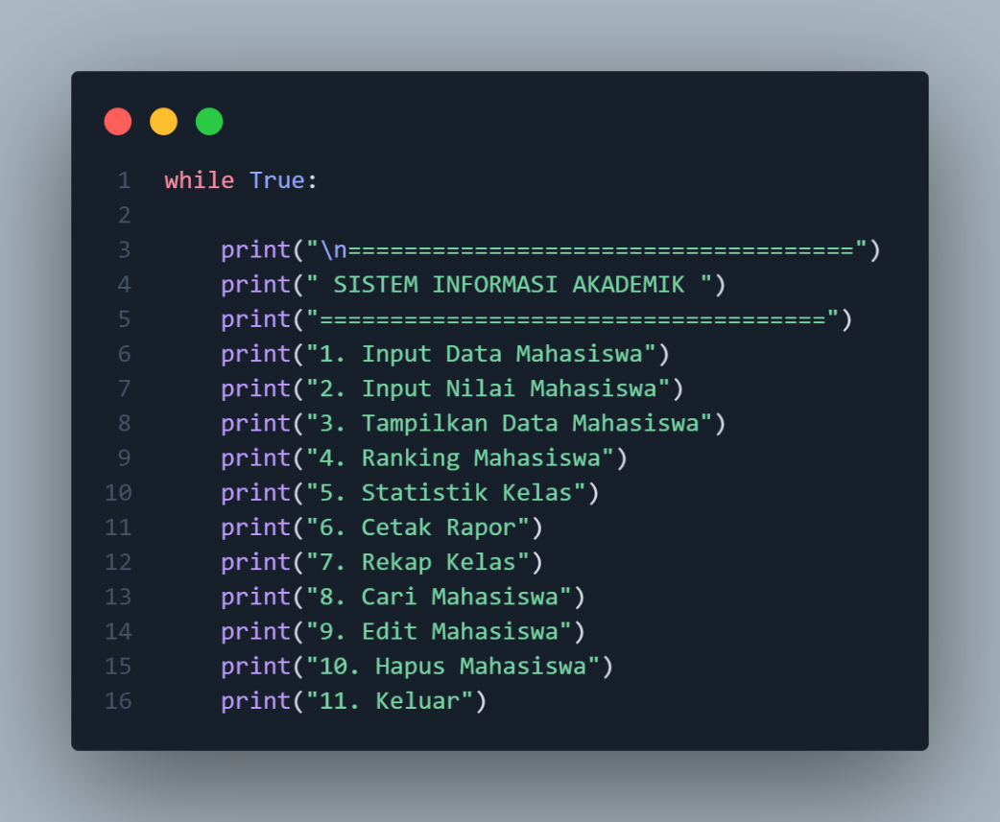 1 while True:
2
3     print("\n====================================")
4     print(" SISTEM INFORMASI AKADEMIK ")
5     print("====================================")
6     print("1. Input Data Mahasiswa")
7     print("2. Input Nilai Mahasiswa")
8     print("3. Tampilkan Data Mahasiswa")
9     print("4. Ranking Mahasiswa")
10     print("5. Statistik Kelas")
11     print("6. Cetak Rapor")
12     print("7. Rekap Kelas")
13     print("8. Cari Mahasiswa")
14     print("9. Edit Mahasiswa")
15     print("10. Hapus Mahasiswa")
16     print("11. Keluar")